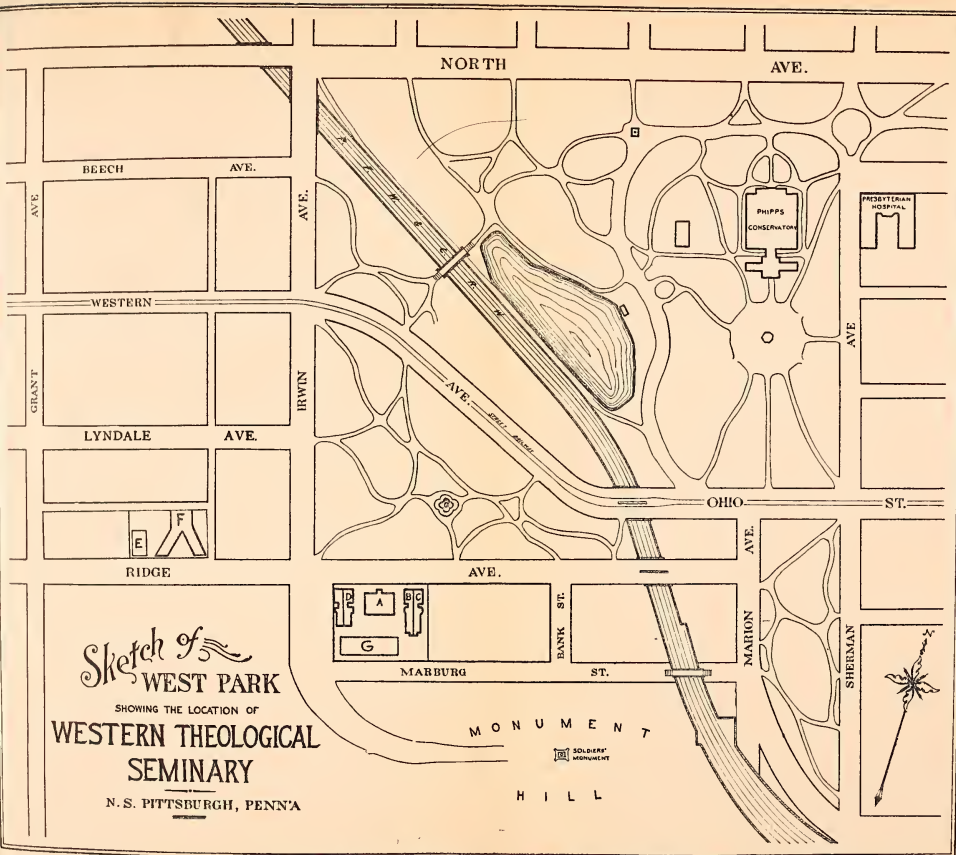 NORTH AVE.
BEECH AVE.
AVE
AVE.
PHIPPS
CONSERVATORY
PRESBYTERIAN
HOSPITAL
WESTERN
AVE.
STREET RAILWAY
GRANT
IRWIN
AVE
LYNDALE AVE.
OHIO ST.
E
F
RIDGE AVE.
AVE.
D
A
B C
G
BANK ST.
MARION
SHERMAN
MARBURG ST.
Sketch of
WEST PARK
SHOWING THE LOCATION OF
WESTERN THEOLOGICAL
SEMINARY
N. S. PITTSBURGH, PENN'A
MONUMENT
SOLDIERS'
MONUMENT
HILL
N